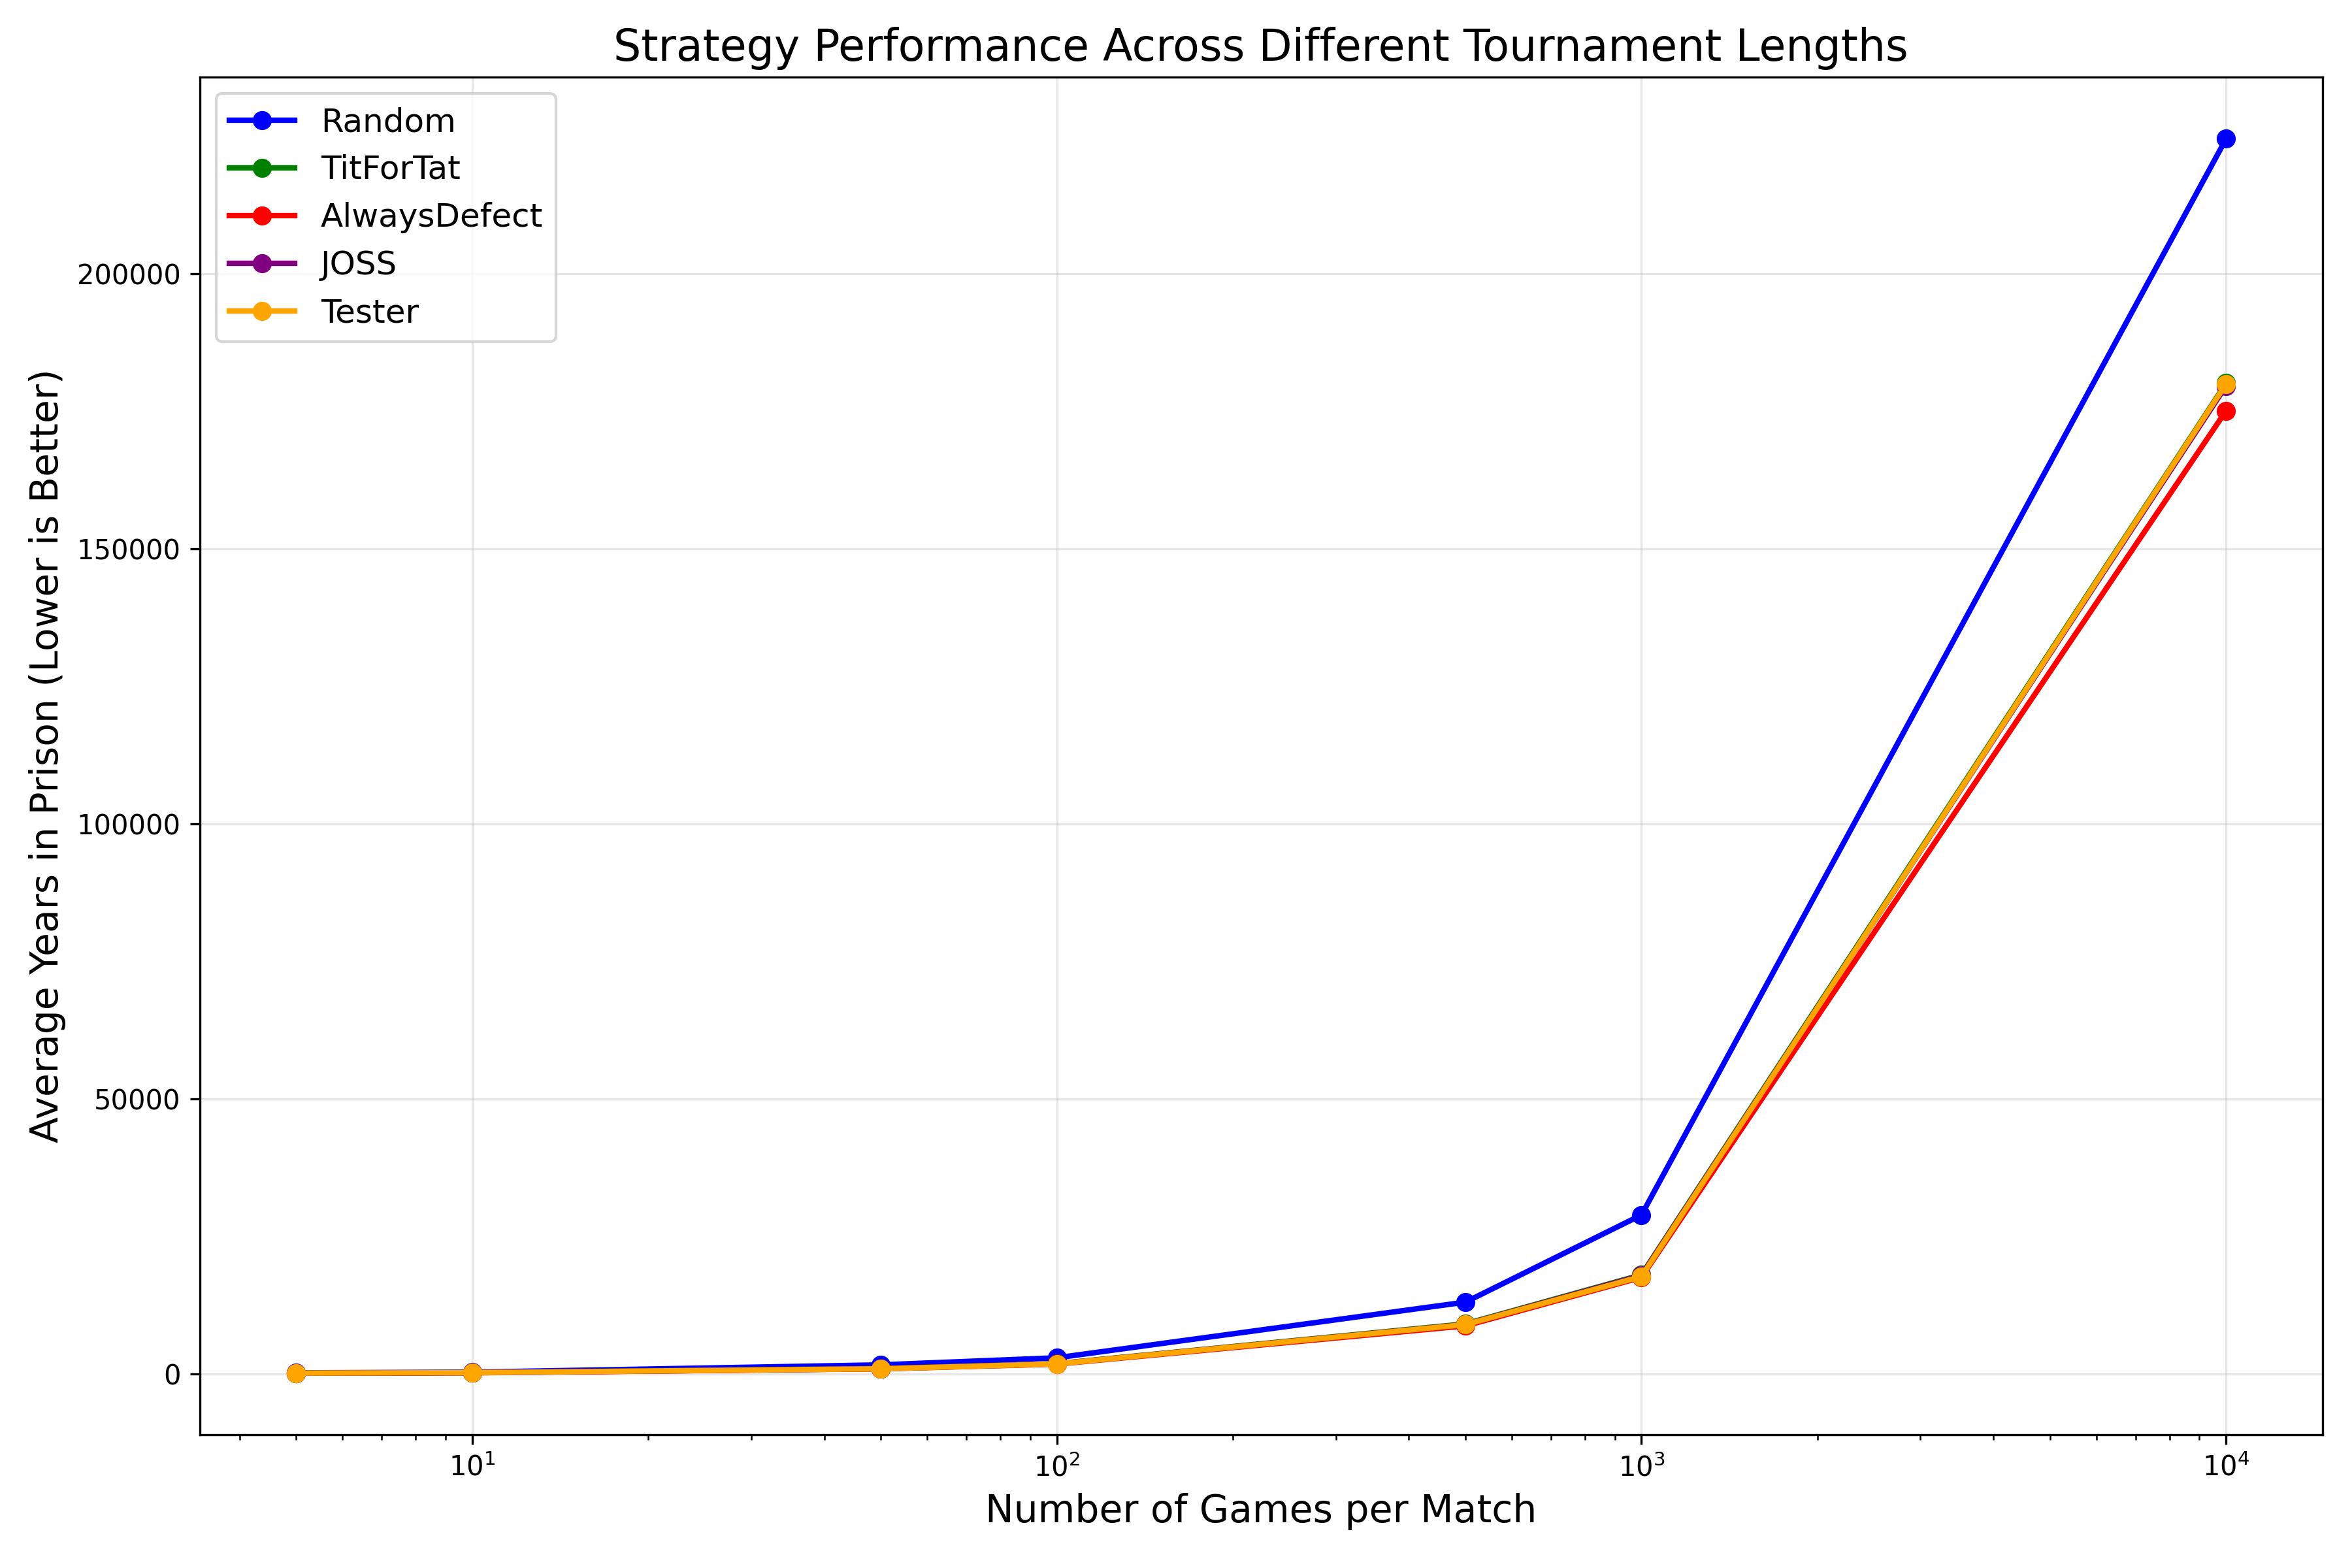 Strategy Performance Across Different Tournament Lengths
Random
TitForTat
AlwaysDefect
JOSS
Tester
Average Years in Prison (Lower is Better)
200000
150000
100000
50000
0
10¹
10²
10³
10⁴
Number of Games per Match